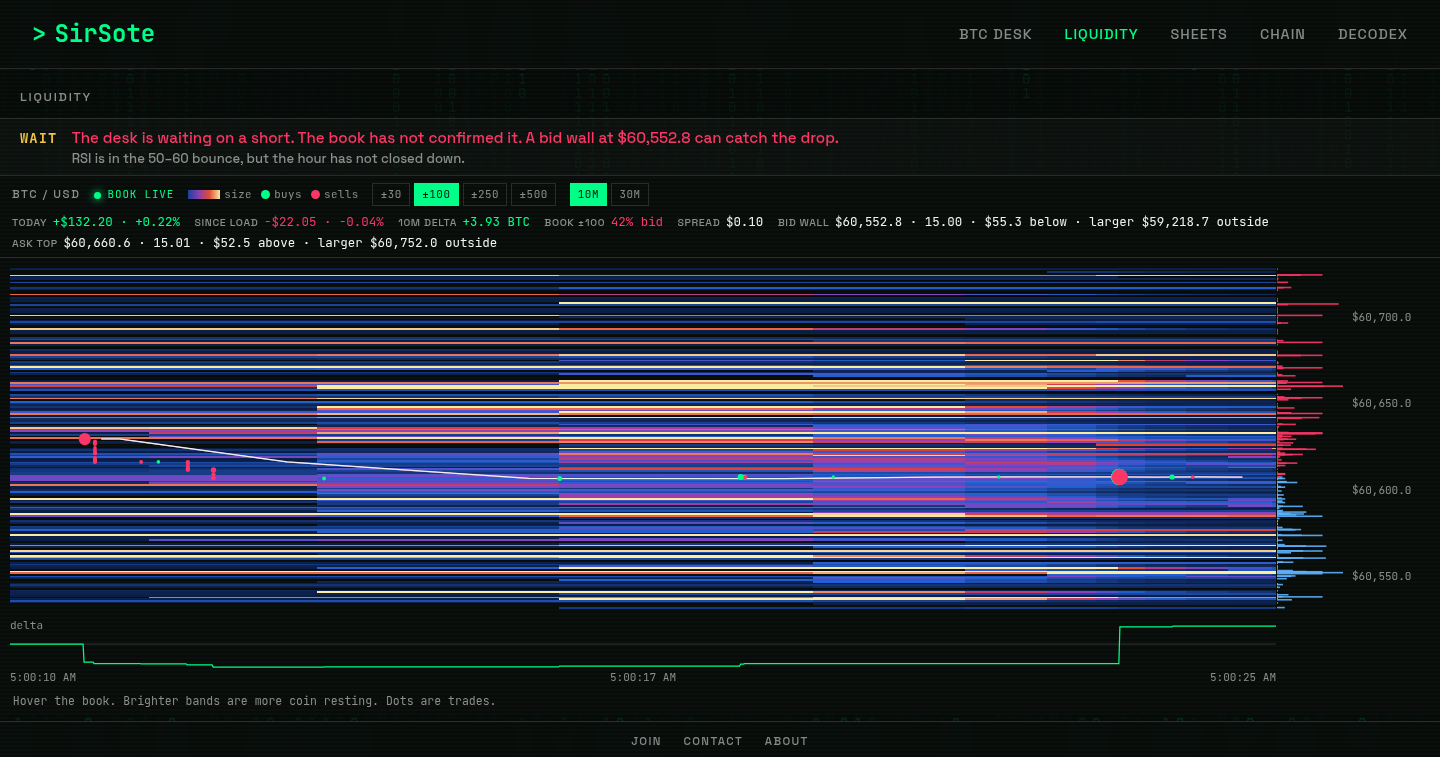 > SirSote
BTC DESK LIQUIDITY SHEETS CHAIN DECODEX
LIQUIDITY
WAIT The desk is waiting on a short. The book has not confirmed it. A bid wall at $60,552.8 can catch the drop.
RSI is in the 50–60 bounce, but the hour has not closed down.
BTC / USD BOOK LIVE size buys sells ±30 ±100 ±250 ±500 10M 30M
TODAY +$132.20 · +0.22% SINCE LOAD -$22.05 · -0.04% 10M DELTA +3.93 BTC BOOK ±100 42% bid SPREAD $0.10 BID WALL $60,552.8 · 15.00 · $55.3 below · larger $59,218.7 outside
ASK TOP $60,660.6 · 15.01 · $52.5 above · larger $60,752.0 outside
$60,700.0
$60,650.0
$60,600.0
$60,550.0
delta
5:00:10 AM 5:00:17 AM 5:00:25 AM
Hover the book. Brighter bands are more coin resting. Dots are trades.
JOIN CONTACT ABOUT